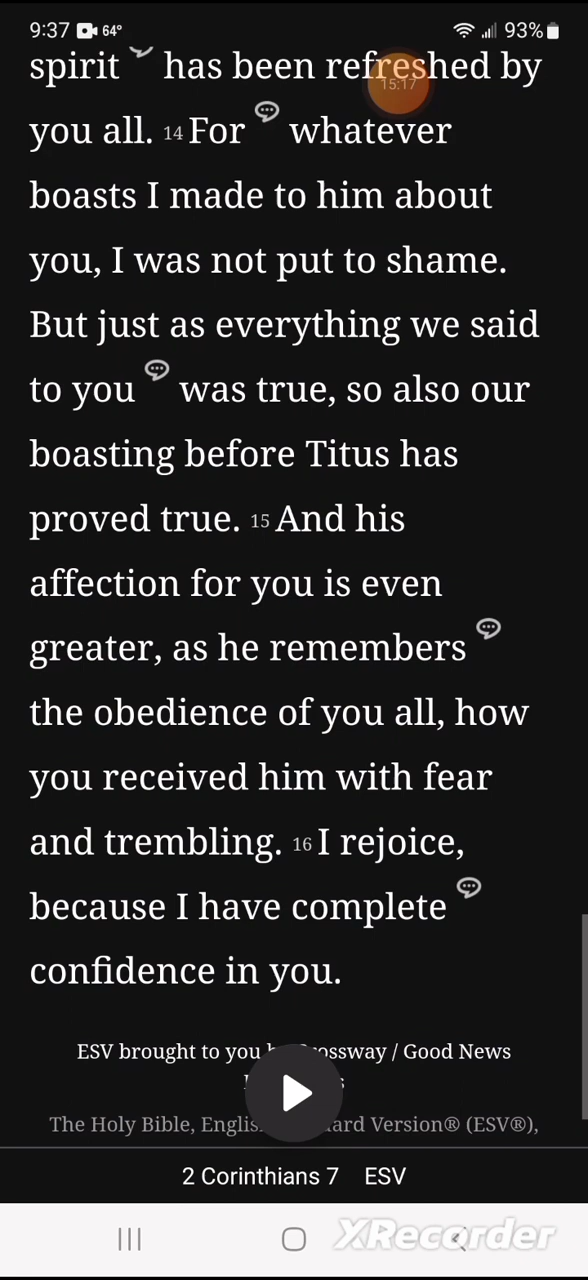 9:37 64° 93%
spirit has been refreshed by
15:17
you all. 14 For whatever
boasts I made to him about
you, I was not put to shame.
But just as everything we said
to you was true, so also our
boasting before Titus has
proved true. 15 And his
affection for you is even
greater, as he remembers
the obedience of you all, how
you received him with fear
and trembling. 16 I rejoice,
because I have complete
confidence in you.
ESV brought to you / Good News
The Holy Bible, Version® (ESV®),
2 Corinthians 7 ESV
XRecorder